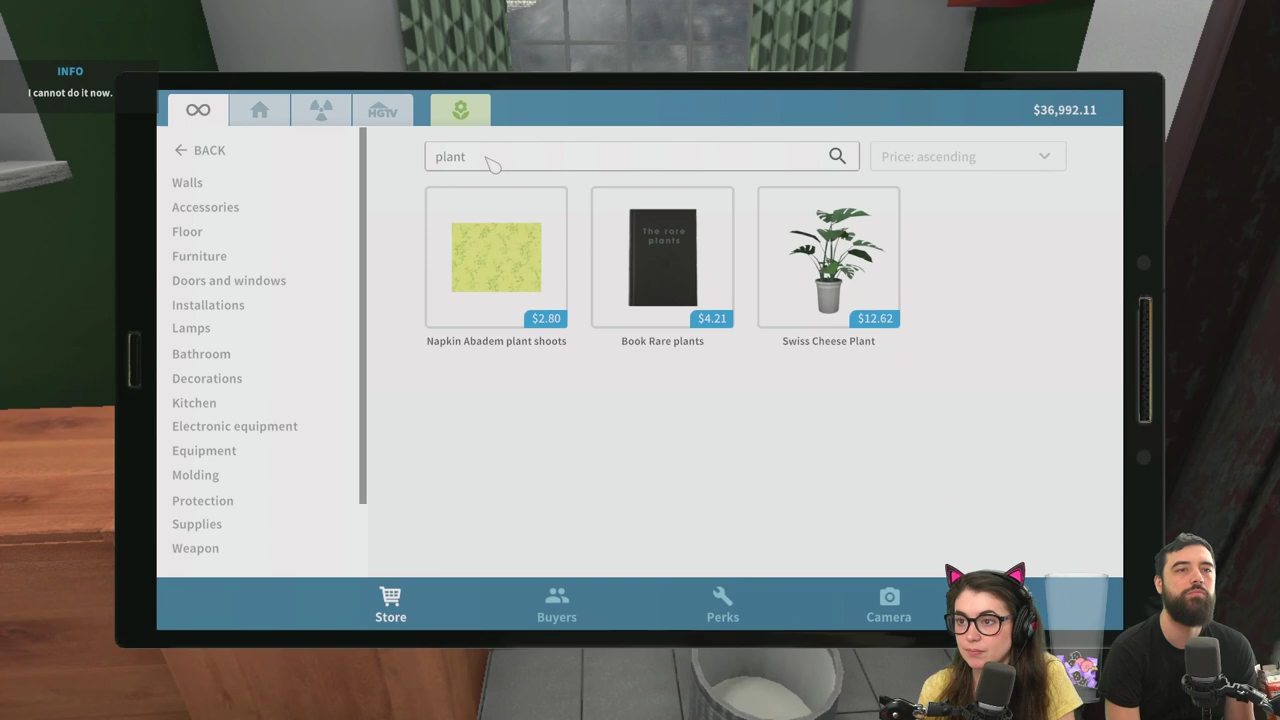 INFO
I cannot do it now.
HGTV
$36,992.11
BACK
plant
Price: ascending
Walls
Accessories
Floor
Furniture
Doors and windows
Installations
Lamps
Bathroom
Decorations
Kitchen
Electronic equipment
Equipment
Molding
Protection
Supplies
Weapon
The rare
plants
$2.80
$4.21
$12.62
Napkin Abadem plant shoots
Book Rare plants
Swiss Cheese Plant
Store
Buyers
Perks
Camera